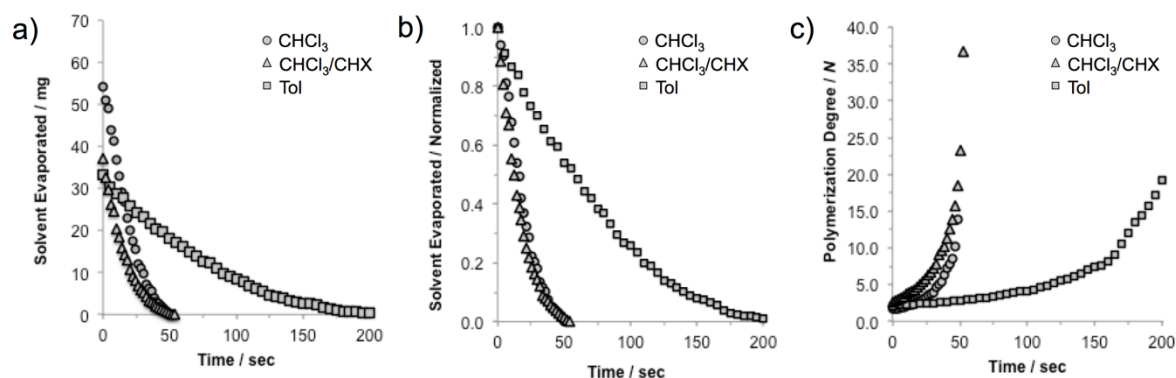 a)
Solvent Evaporated / mg
70
60
50
40
30
20
10
0
0
50
100
150
200
Time / sec
CHCl₃
CHCl₃/CHX
Tol
b)
Solvent Evaporated / Normalized
1.0
0.8
0.6
0.4
0.2
0.0
0
50
100
150
200
Time / sec
CHCl₃
CHCl₃/CHX
Tol
c)
Polymerization Degree / N
40.0
35.0
30.0
25.0
20.0
15.0
10.0
5.0
0.0
0
50
100
150
200
Time / sec
CHCl₃
CHCl₃/CHX
Tol